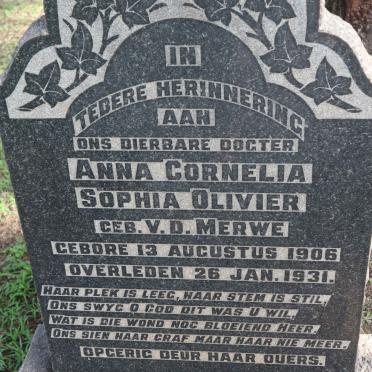 IN
TEDERE HERINNERING
AAN
ONS DIERBARE DOGTER
ANNA CORNELIA
SOPHIA OLIVIER
GEB. V.D. MERWE
GEBORE 13 AUGUSTUS 1906
OVERLEDEN 26 JAN. 1931.
HAAR PLEK IS LEEG, HAAR STEM IS STIL,
ONS SWYG O GOD DIT WAS U WIL,
WAT IS DIE WOND NOG BLOEIEND HEER,
ONS SIEN HAAR GRAF MAAR HAAR NIE MEER.
OPGERIG DEUR HAAR OUERS.